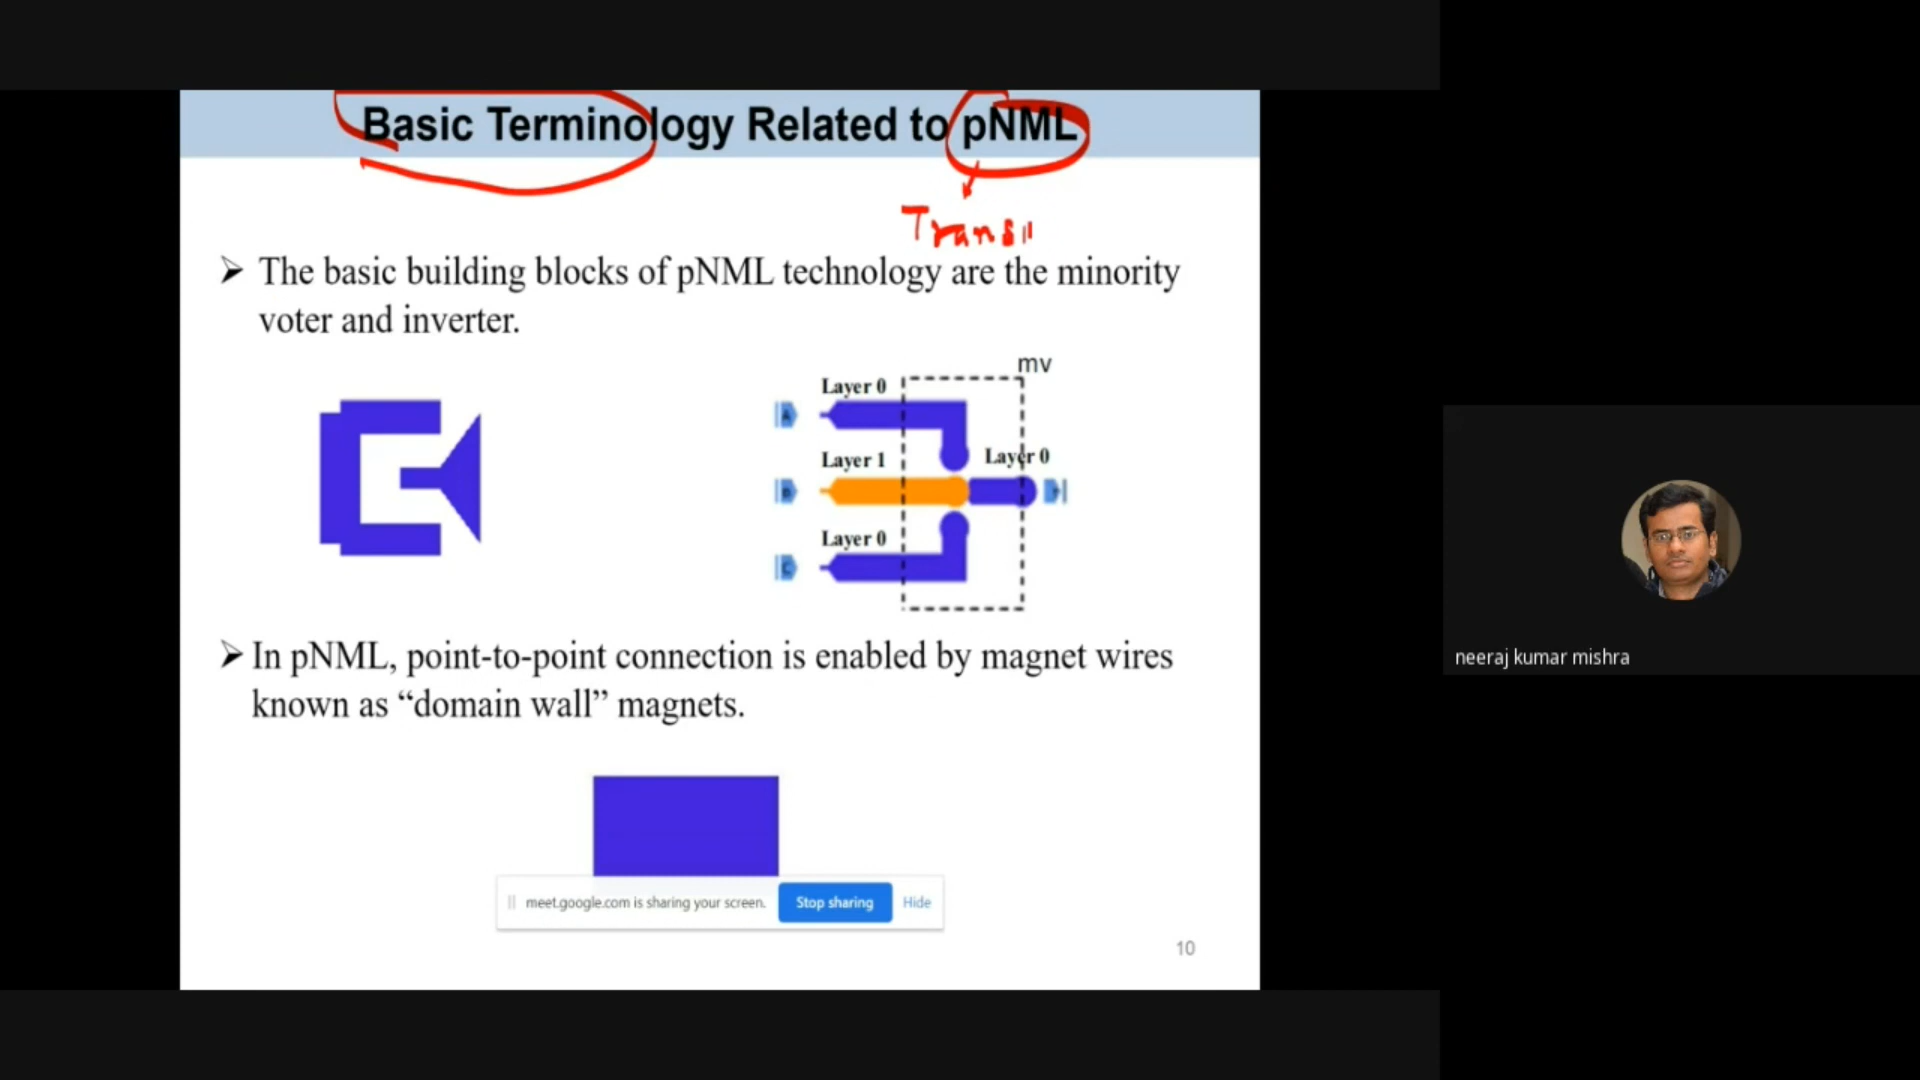 Basic Terminology Related to pNML
The basic building blocks of pNML technology are the minority
voter and inverter.
mv
Layer 0
A
Layer 1
Layer 0
B
Layer 0
C
In pNML, point-to-point connection is enabled by magnet wires
known as “domain wall” magnets.
meet.google.com is sharing your screen. Stop sharing Hide
10
neeraj kumar mishra